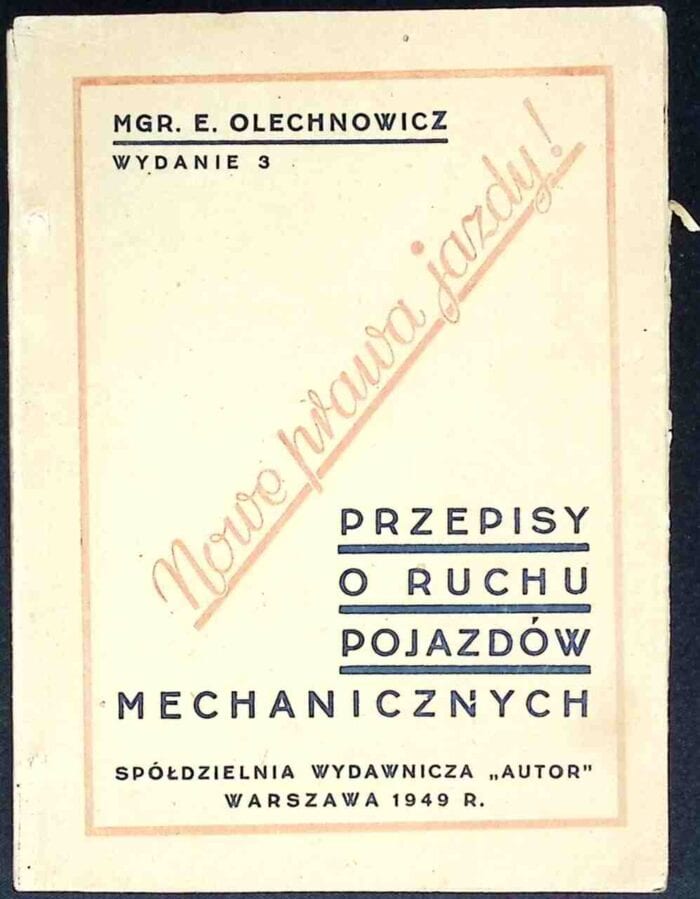 MGR. E. OLECHNOWICZ
WYDANIE 3
Nowe prawa jazdy!
PRZEPISY
O RUCHU
POJAZDÓW
MECHANICZNYCH
SPÓŁDZIELNIA WYDAWNICZA „AUTOR"
WARSZAWA 1949 R.